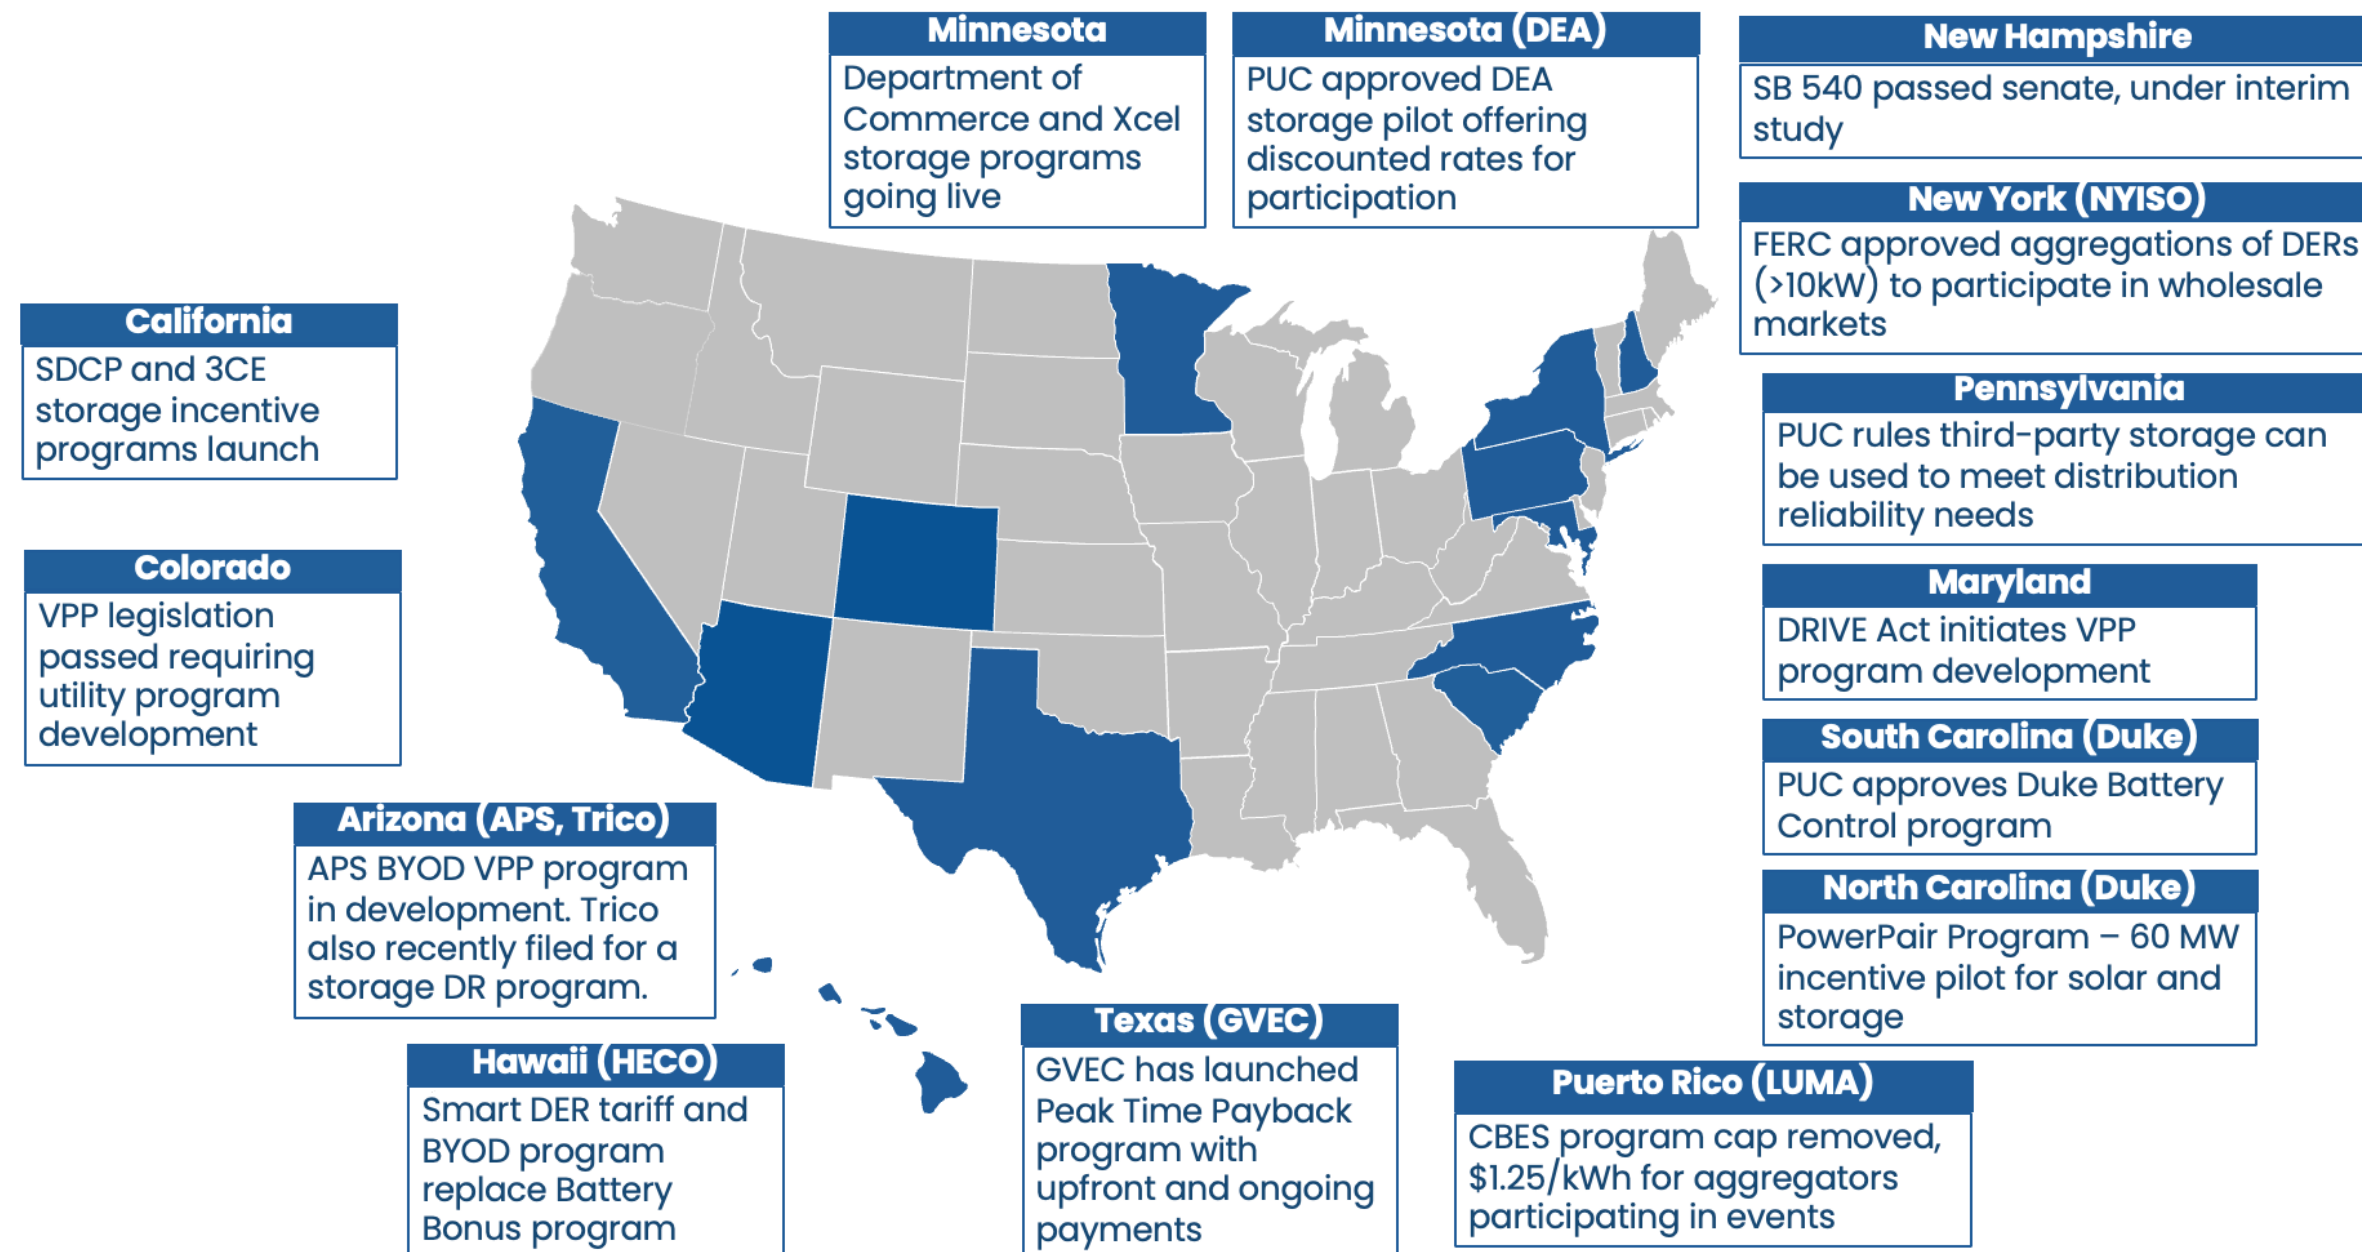 Minnesota
Department of
Commerce and Xcel
storage programs
going live
Minnesota (DEA)
PUC approved DEA
storage pilot offering
discounted rates for
participation
New Hampshire
SB 540 passed senate, under interim
study
New York (NYISO)
FERC approved aggregations of DERs
(>10kW) to participate in wholesale
markets
California
SDCP and 3CE
storage incentive
programs launch
Pennsylvania
PUC rules third-party storage can
be used to meet distribution
reliability needs
Colorado
VPP legislation
passed requiring
utility program
development
Maryland
DRIVE Act initiates VPP
program development
South Carolina (Duke)
PUC approves Duke Battery
Control program
Arizona (APS, Trico)
APS BYOD VPP program
in development. Trico
also recently filed for a
storage DR program.
North Carolina (Duke)
PowerPair Program – 60 MW
incentive pilot for solar and
storage
Hawaii (HECO)
Smart DER tariff and
BYOD program
replace Battery
Bonus program
Texas (GVEC)
GVEC has launched
Peak Time Payback
program with
upfront and ongoing
payments
Puerto Rico (LUMA)
CBES program cap removed,
$1.25/kWh for aggregators
participating in events